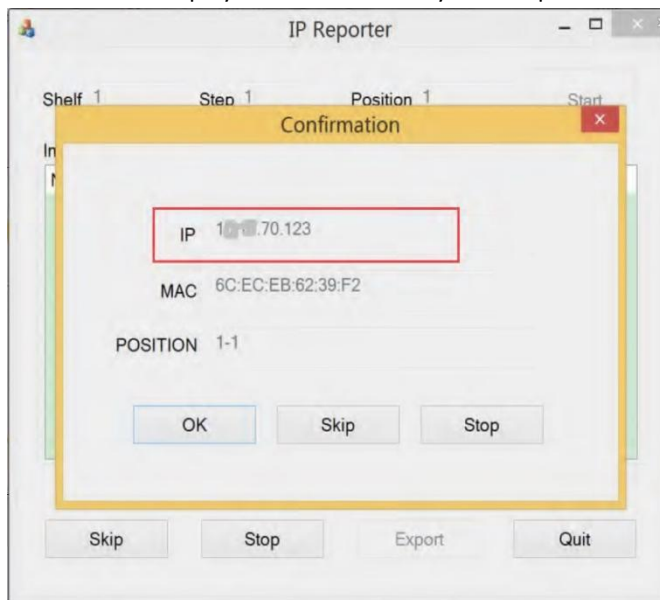 IP Reporter
Shelf 1 Step 1 Position 1 Start
Confirmation
IP .70.123
MAC 6C:EC:EB:62:39:F2
POSITION 1-1
OK Skip Stop
Skip Stop Export Quit